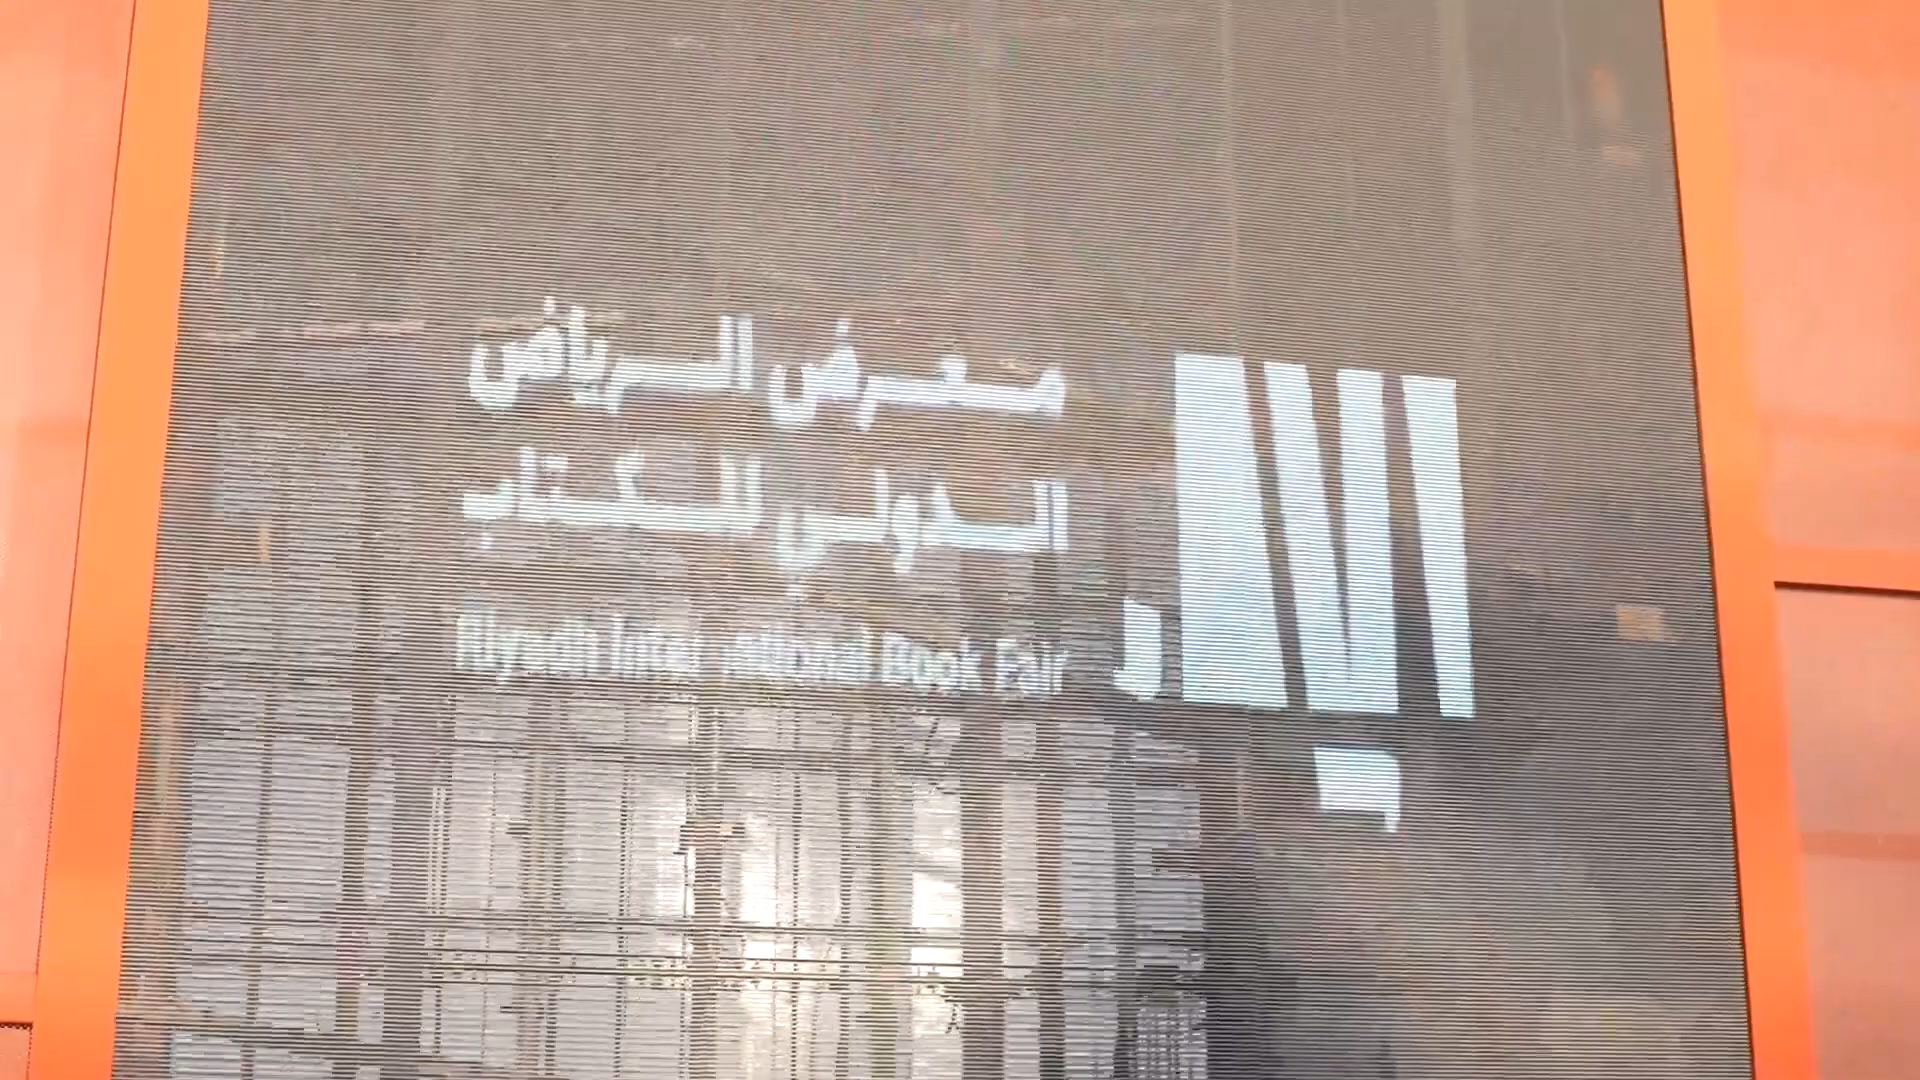 معرض الرياض
الدولي للكتاب
Riyadh International Book Fair